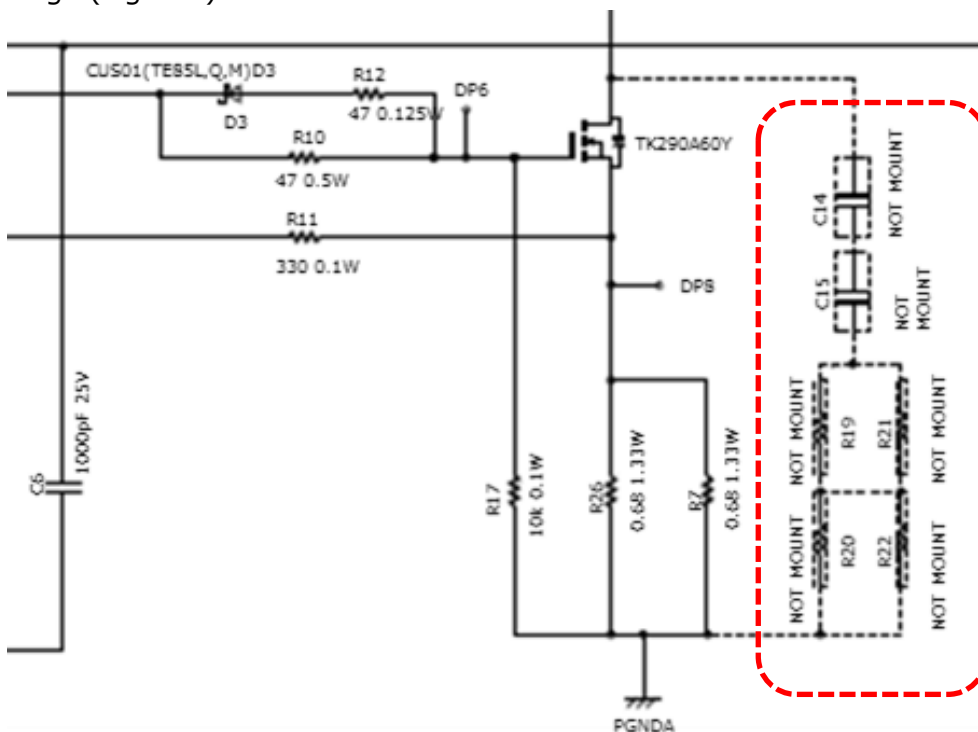 CUS01(TE85L,Q,M)D3
D3
R12
47 0.125W
DP6
R10
47 0.5W
TK290A60Y
R11
330 0.1W
DP8
C6
1000pF 25V
R17
10k 0.1W
R26
0.68 1.33W
R7
0.68 1.33W
C14
NOT MOUNT
C15
NOT
MOUNT
NOT MOUNT
R19
R21
NOT MOUNT
NOT MOUNT
R20
R22
NOT MOUNT
PGNDA